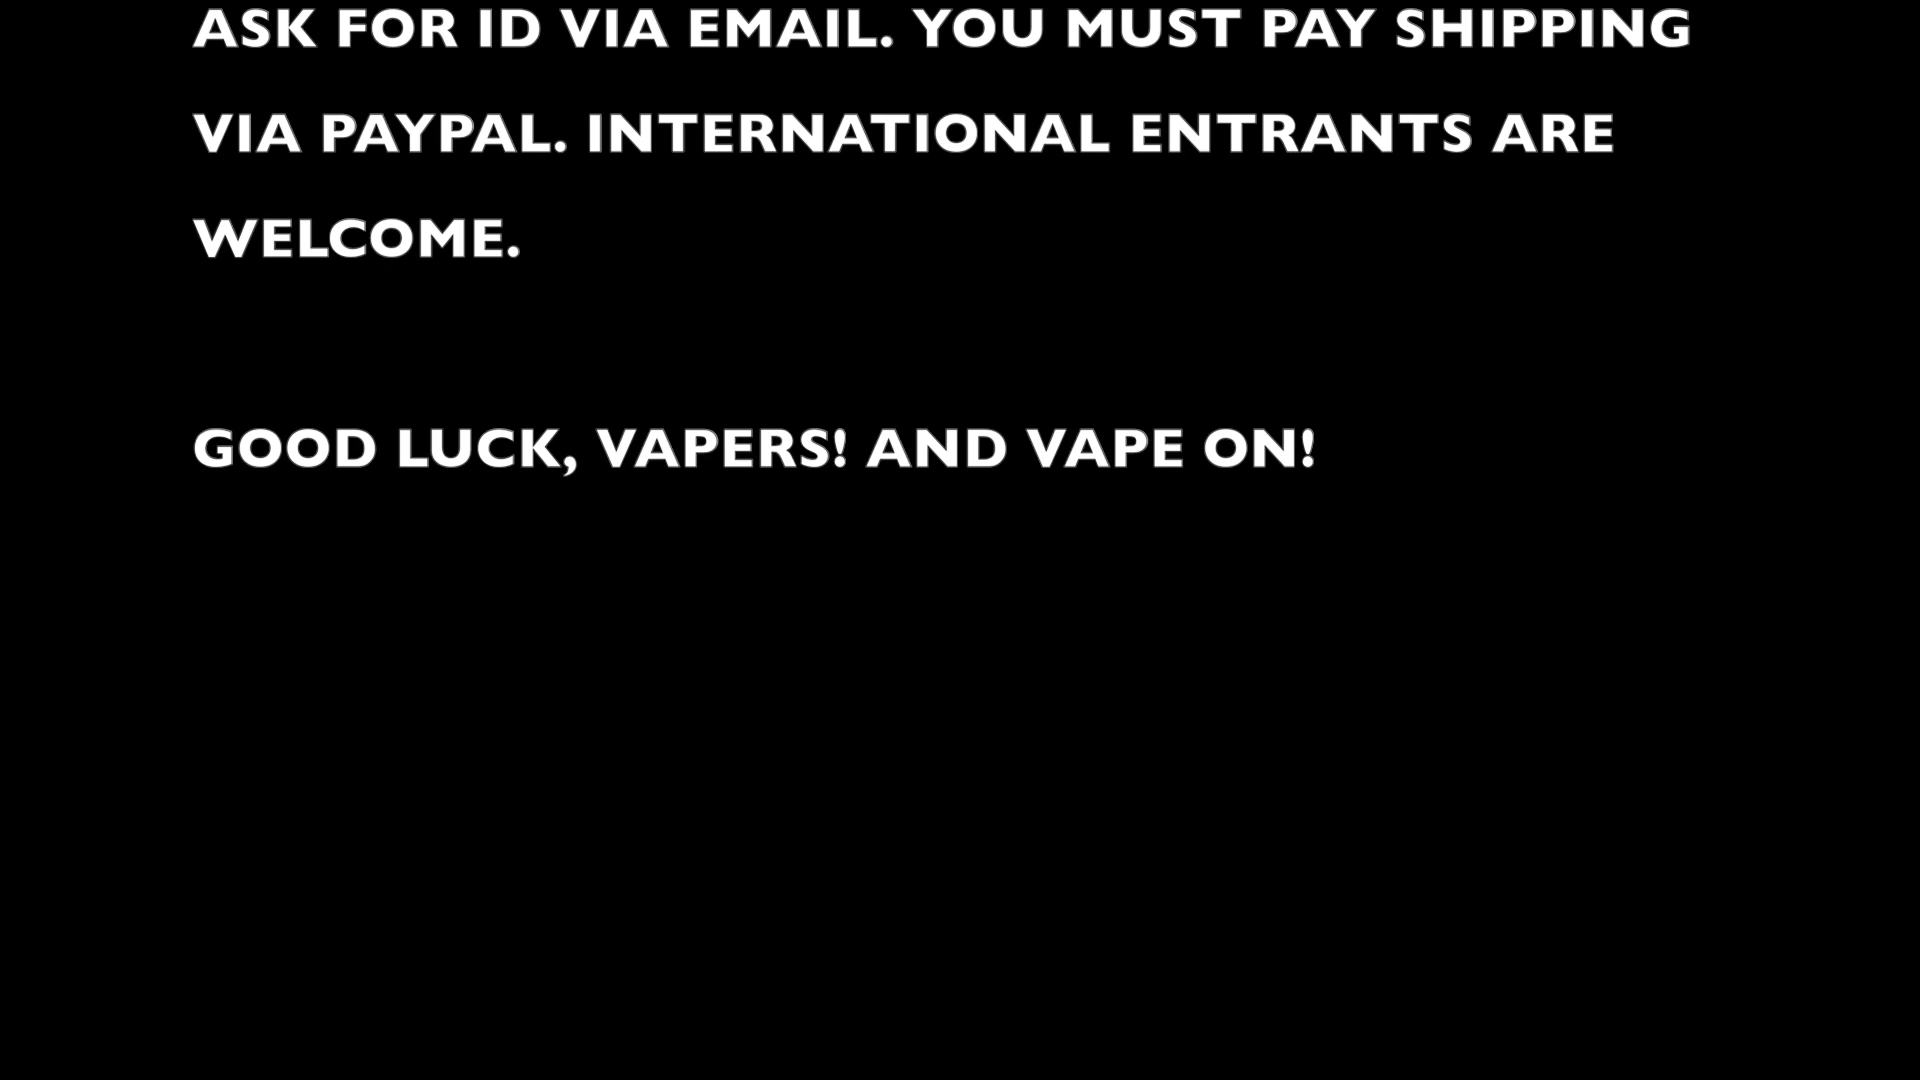 ASK FOR ID VIA EMAIL. YOU MUST PAY SHIPPING
VIA PAYPAL. INTERNATIONAL ENTRANTS ARE
WELCOME.
GOOD LUCK, VAPERS! AND VAPE ON!